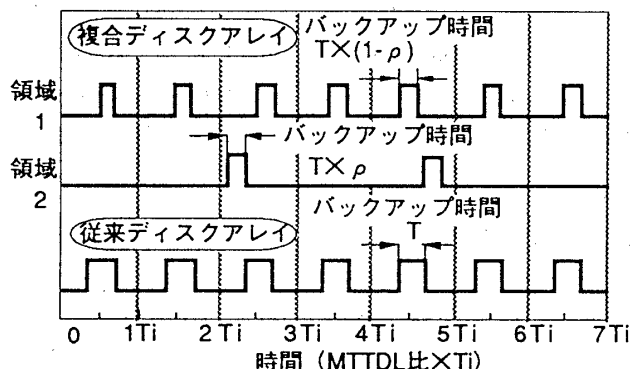 複合ディスクアレイ
バックアップ時間
T×(1-ρ)
領域
1
バックアップ時間
領域
2
T×ρ
バックアップ時間
従来ディスクアレイ
T
0 1Ti 2Ti 3Ti 4Ti 5Ti 6Ti 7Ti
時間 (MTTDL比×Ti)